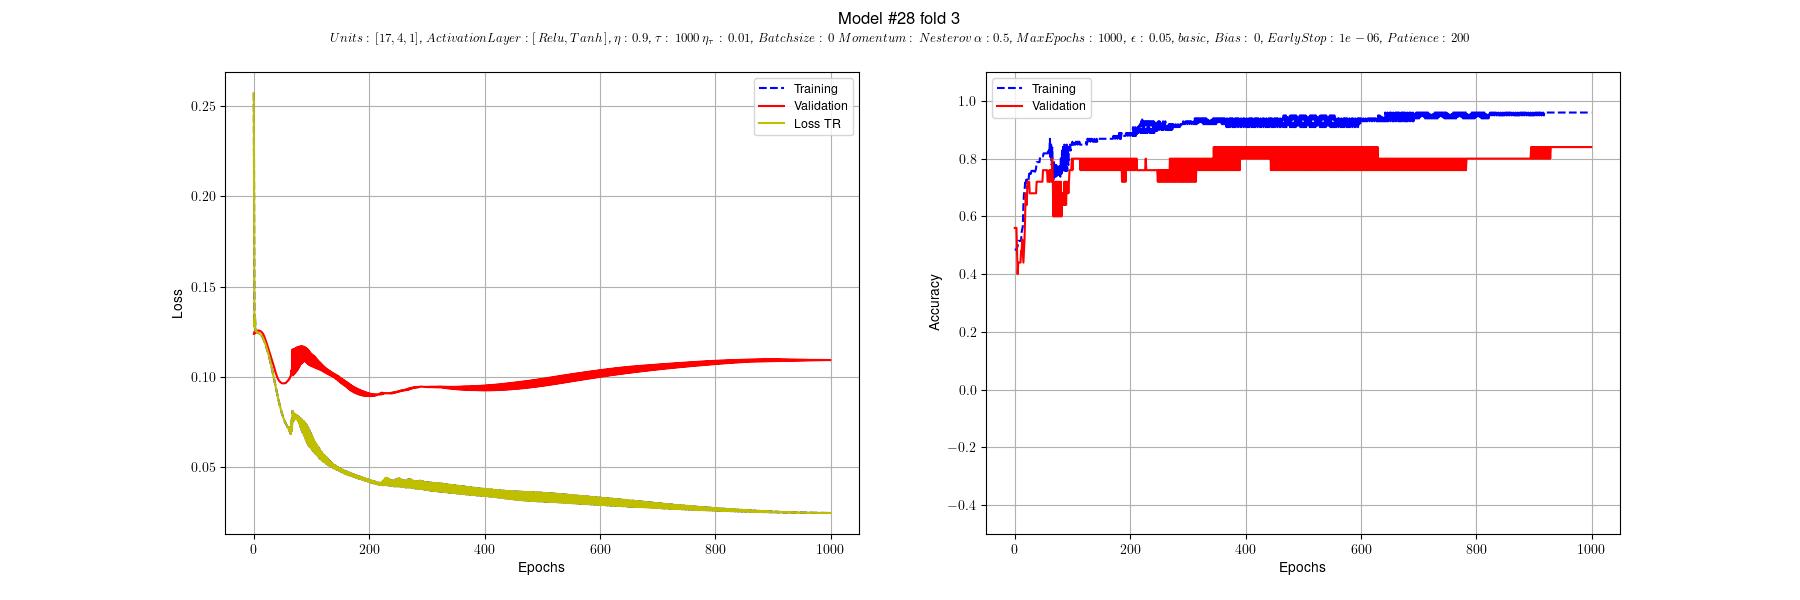 Model #28 fold 3
Units : [17, 4, 1], ActivationLayer : [Relu, Tanh], η : 0.9, τ : 1000 η_τ : 0.01, Batchsize : 0 Momentum : Nesterov α : 0.5, MaxEpochs : 1000, ϵ : 0.05, basic, Bias : 0, EarlyStop : 1e − 06, Patience : 200
Training
Validation
Loss TR
0.25
0.20
0.15
0.10
0.05
Loss
0 200 400 600 800 1000
Epochs
Training
Validation
1.0
0.8
0.6
0.4
0.2
0.0
−0.2
−0.4
Accuracy
0 200 400 600 800 1000
Epochs